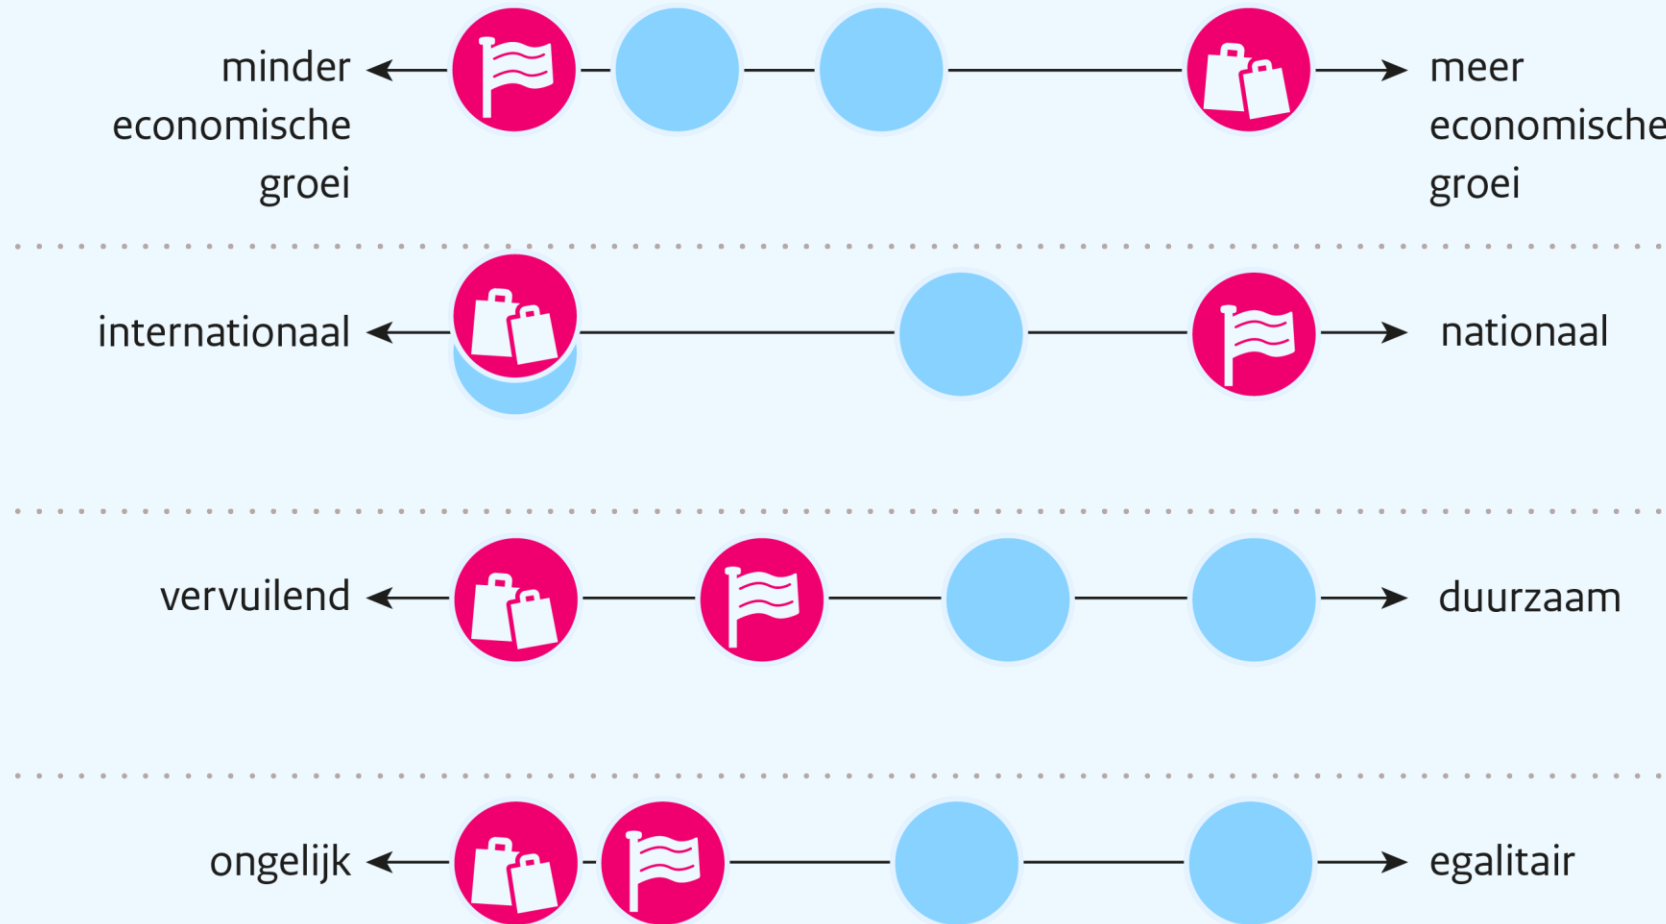 minder
economische
groei
meer
economische
groei
internationaal
nationaal
vervuilend
duurzaam
ongelijk
egalitair